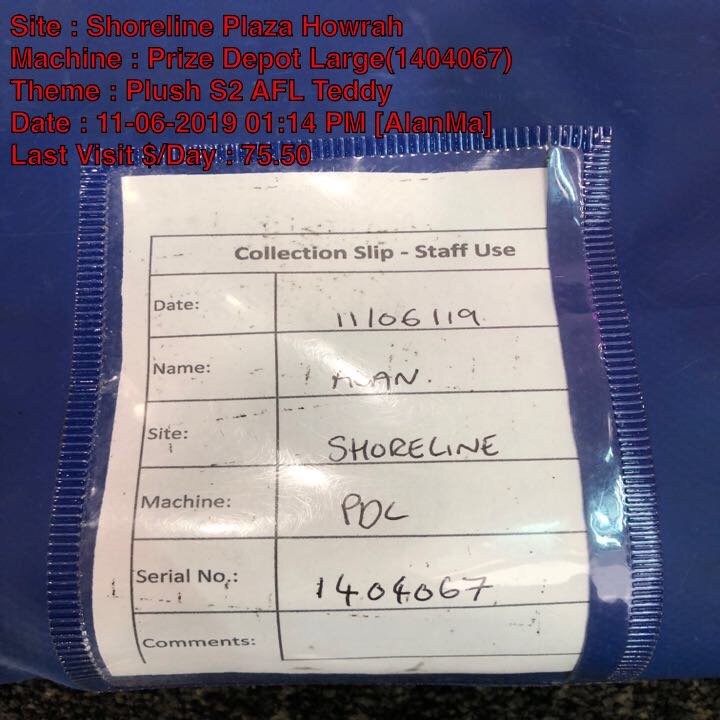 Site : Shoreline Plaza Howrah
Machine : Prize Depot Large(1404067)
Theme : Plush S2 AFL Teddy
Date : 11-06-2019 01:14 PM [AlanMa]
Last Visit $/Day : 75.50
Collection Slip - Staff Use
Date: 11/06/19
Name: ALAN.
Site: SHORELINE
Machine: PDL
Serial No.: 1404067
Comments: